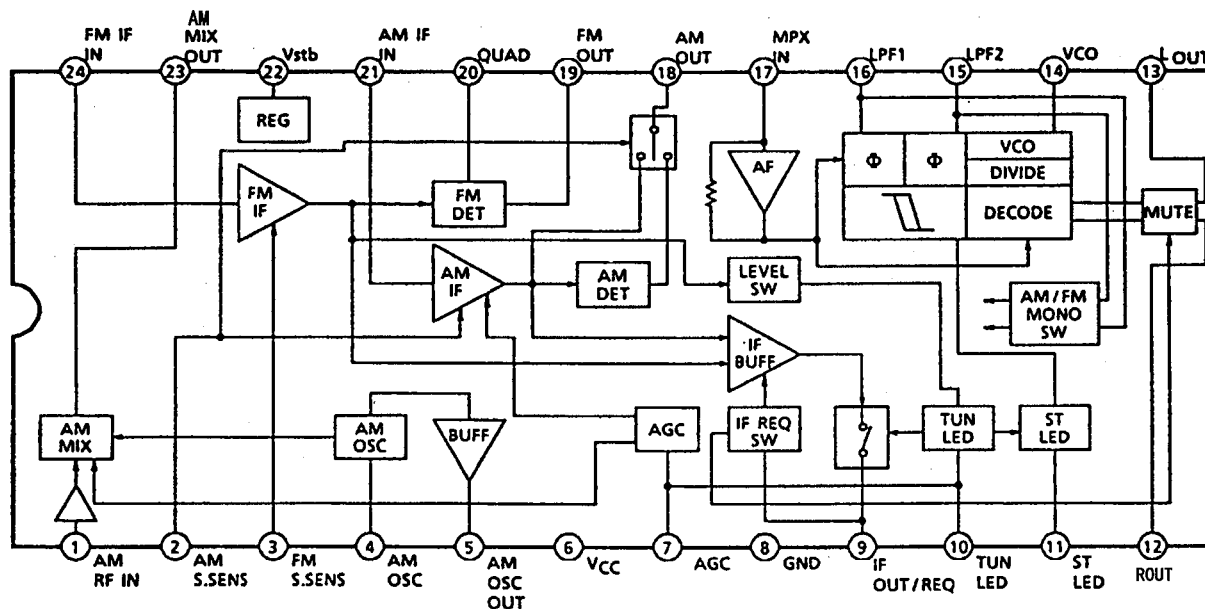 FM IF
IN
AM
MIX
OUT
Vstb
AM IF
IN
QUAD
FM
OUT
AM
OUT
MPX
IN
LPF1
LPF2
VCO
LOUT
24
23
22
21
20
19
18
17
16
15
14
13
REG
FM
IF
FM
DET
AF
Φ
Φ
VCO
DIVIDE
DECODE
MUTE
AM
IF
AM
DET
LEVEL
SW
AM/FM
MONO
SW
IF
BUFF
AM
MIX
AM
OSC
BUFF
AGC
IF REQ
SW
TUN
LED
ST
LED
1
2
3
4
5
6
7
8
9
10
11
12
AM
RF IN
AM
S.SENS
FM
S.SENS
AM
OSC
AM
OSC
OUT
VCC
AGC
GND
IF
OUT/REQ
TUN
LED
ST
LED
ROUT